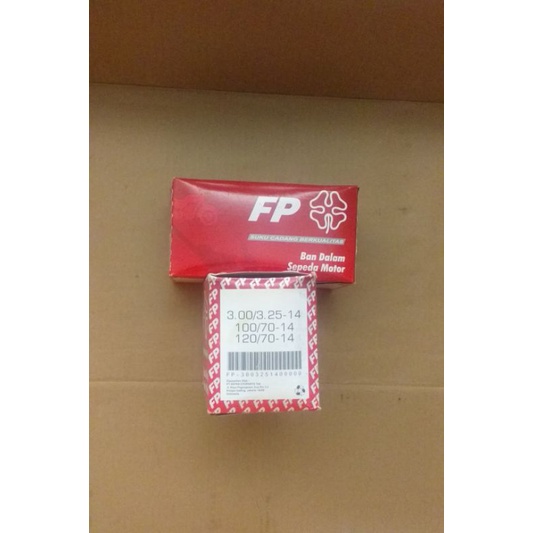 FP
SUKU CADANG BERKUALITAS
Ban Dalam
Sepeda Motor
3.00/3.25-14
100/70-14
120/70-14